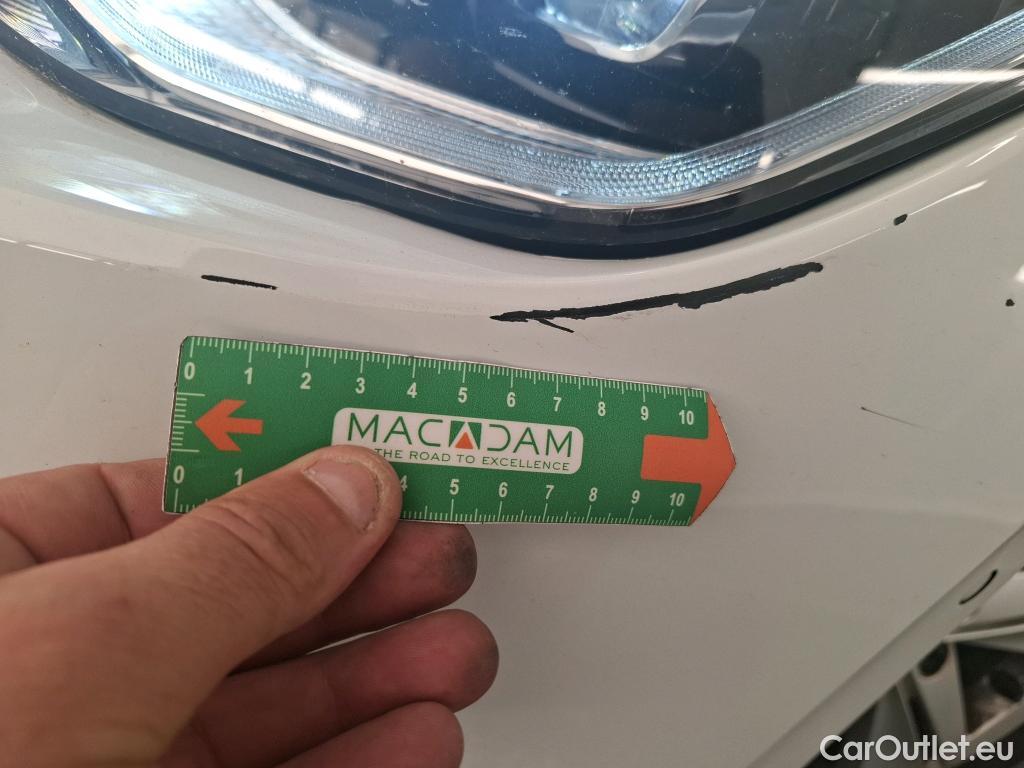 0 1 2 3 4 5 6 7 8 9 10
MACADAM
THE ROAD TO EXCELLENCE
0 1 4 5 6 7 8 9 10
CarOutlet.eu